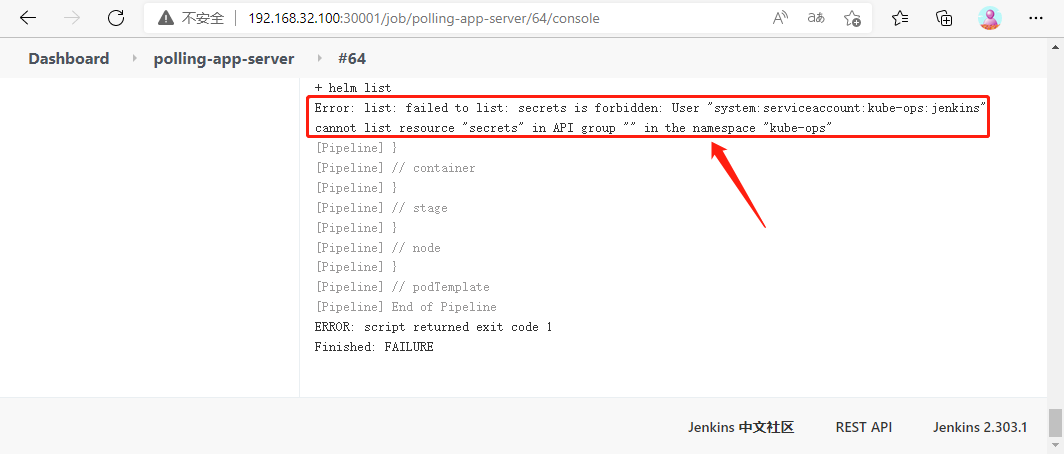 不安全 192.168.32.100:30001/job/polling-app-server/64/console
Dashboard polling-app-server #64
+ helm list
Error: list: failed to list: secrets is forbidden: User "system:serviceaccount:kube-ops:jenkins"
cannot list resource "secrets" in API group "" in the namespace "kube-ops"
[Pipeline] }
[Pipeline] // container
[Pipeline] }
[Pipeline] // stage
[Pipeline] }
[Pipeline] // node
[Pipeline] }
[Pipeline] // podTemplate
[Pipeline] End of Pipeline
ERROR: script returned exit code 1
Finished: FAILURE
Jenkins 中文社区 REST API Jenkins 2.303.1